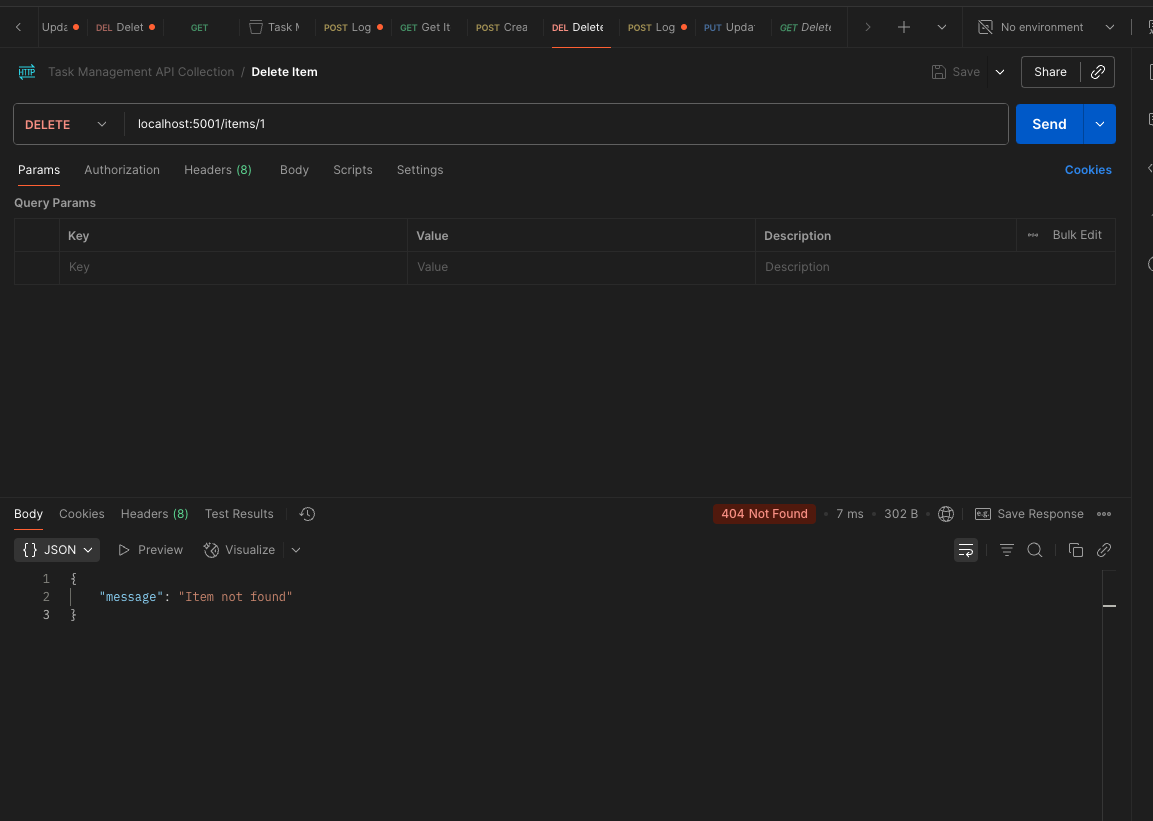 Upda DEL Delet GET Task M POST Log GET Get It POST Crea DEL Delete POST Log PUT Upda GET Delete No environment
HTTP Task Management API Collection / Delete Item Save Share
DELETE localhost:5001/items/1 Send
Params Authorization Headers (8) Body Scripts Settings Cookies
Query Params
Key Value Description Bulk Edit
Key Value Description
Body Cookies Headers (8) Test Results 404 Not Found 7 ms 302 B Save Response
{} JSON Preview Visualize
1 {
2 "message": "Item not found"
3 }